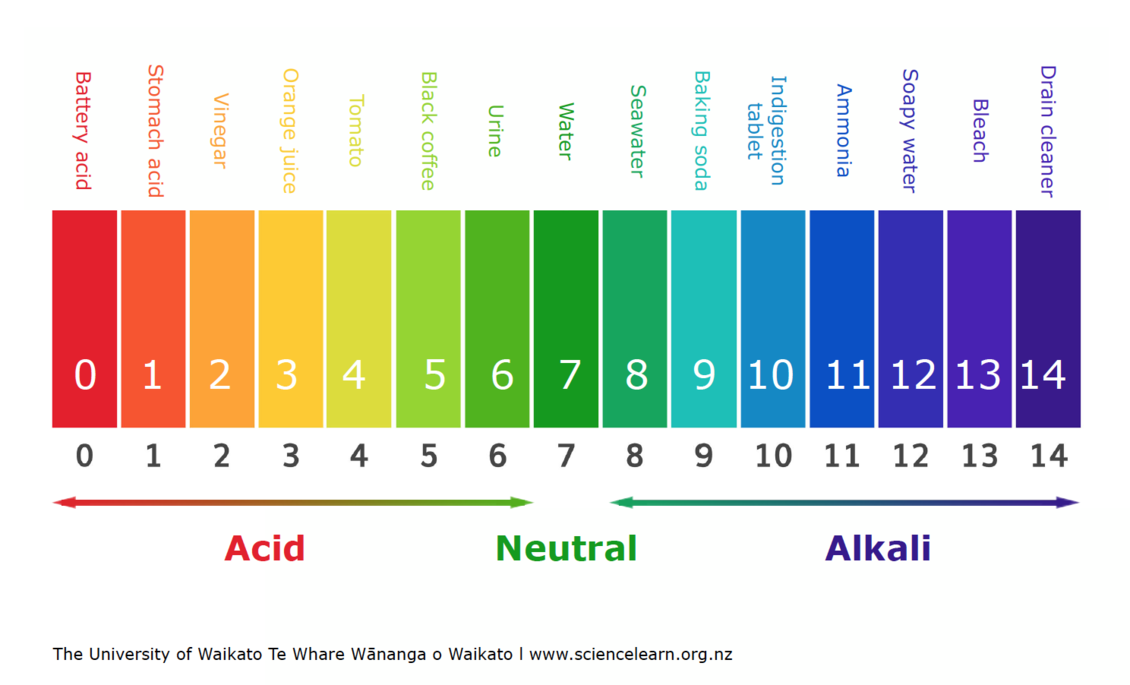 Battery acid
Stomach acid
Vinegar
Orange juice
Tomato
Black coffee
Urine
Water
Seawater
Baking soda
Indigestion
tablet
Ammonia
Soapy water
Bleach
Drain cleaner
0 1 2 3 4 5 6 7 8 9 10 11 12 13 14
0 1 2 3 4 5 6 7 8 9 10 11 12 13 14
Acid Neutral Alkali
The University of Waikato Te Whare Wānanga o Waikato l www.sciencelearn.org.nz